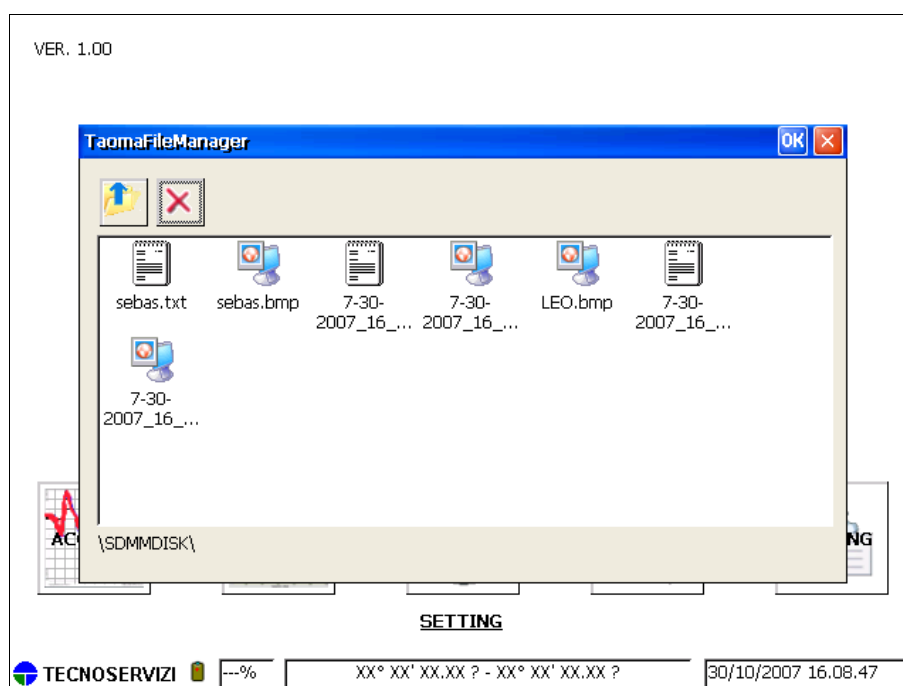 VER. 1.00
TaomaFileManager
OK
sebas.txt
sebas.bmp
7-30-
2007_16_...
7-30-
2007_16_...
LEO.bmp
7-30-
2007_16_...
7-30-
2007_16_...
\SDMMDISK\
AC
NG
SETTING
TECNOSERVIZI
---%
XX° XX' XX.XX ? - XX° XX' XX.XX ?
30/10/2007 16.08.47